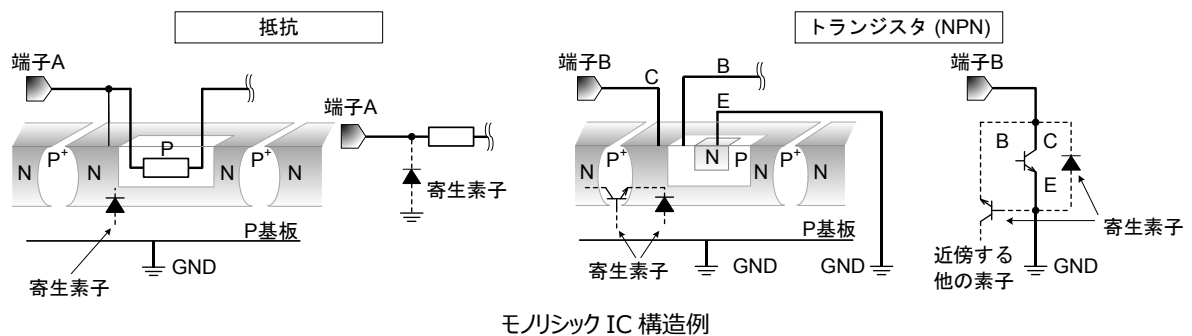 抵抗
トランジスタ (NPN)
端子A
P
N
P+
N
N
P+
N
P基板
寄生素子
GND
端子A
寄生素子
端子B
C
B
E
N
P+
N
N
P
P+
N
P基板
寄生素子
GND
GND
端子B
B
C
E
寄生素子
近傍する
他の素子
GND
モノリシック IC 構造例